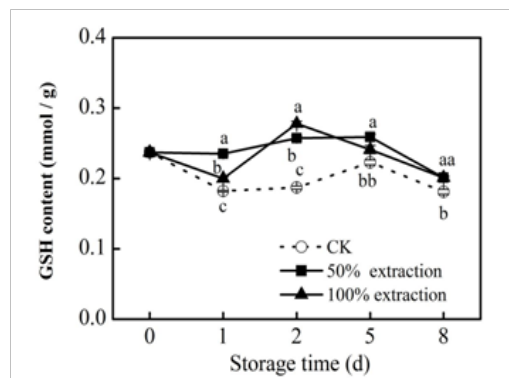 0.4
a
0.3
a
a
b
b
aa
0.2
c
bb
c
b
0.1
CK
50% extraction
100% extraction
0.0
0 1 2 5 8
Storage time (d)
GSH content (mmol / g)